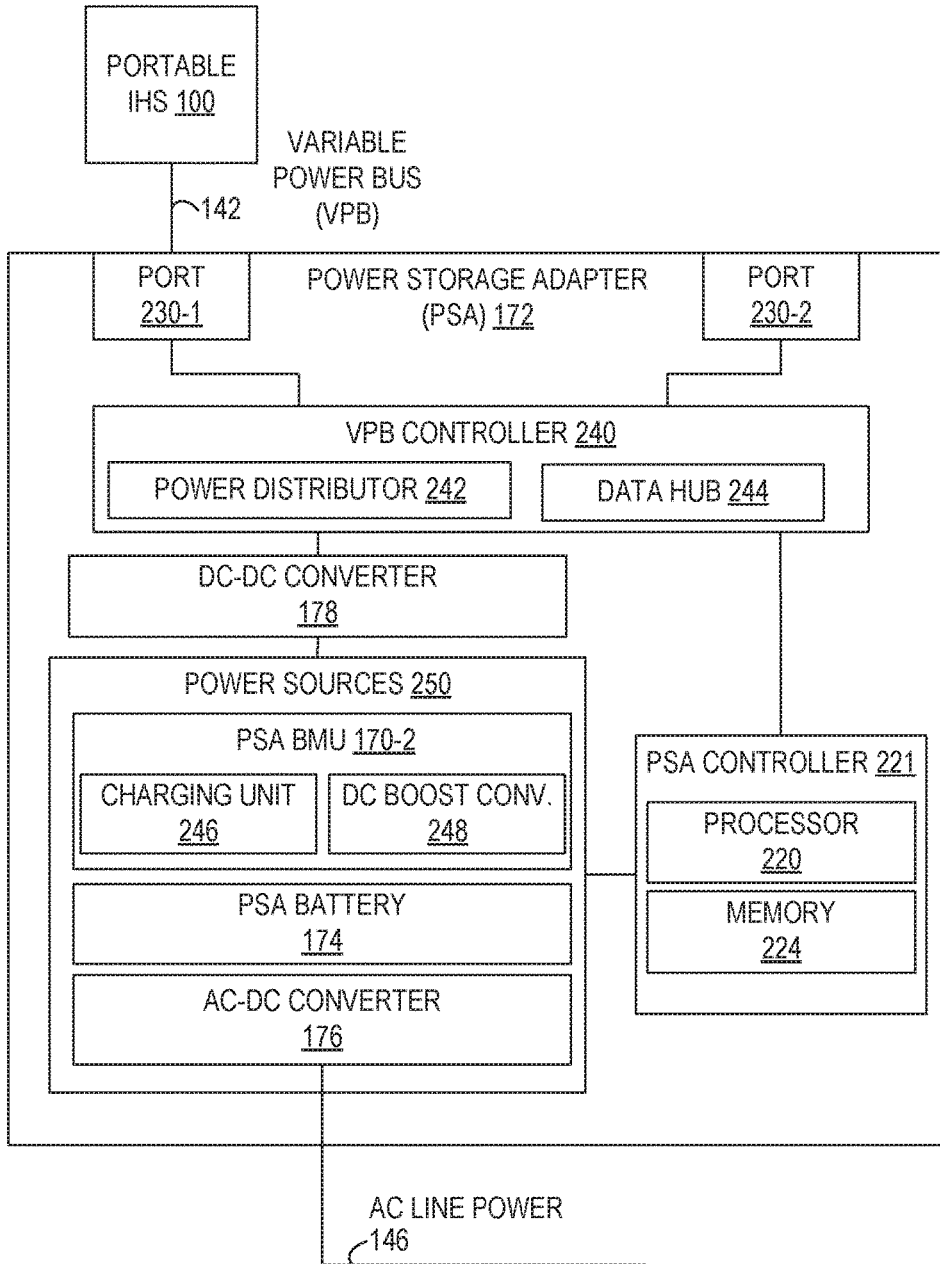 PORTABLE
IHS 100
VARIABLE
POWER BUS
(VPB)
142
PORT
230-1
POWER STORAGE ADAPTER
(PSA) 172
PORT
230-2
VPB CONTROLLER 240
POWER DISTRIBUTOR 242
DATA HUB 244
DC-DC CONVERTER
178
POWER SOURCES 250
PSA BMU 170-2
CHARGING UNIT
246
DC BOOST CONV.
248
PSA BATTERY
174
AC-DC CONVERTER
176
PSA CONTROLLER 221
PROCESSOR
220
MEMORY
224
AC LINE POWER
146